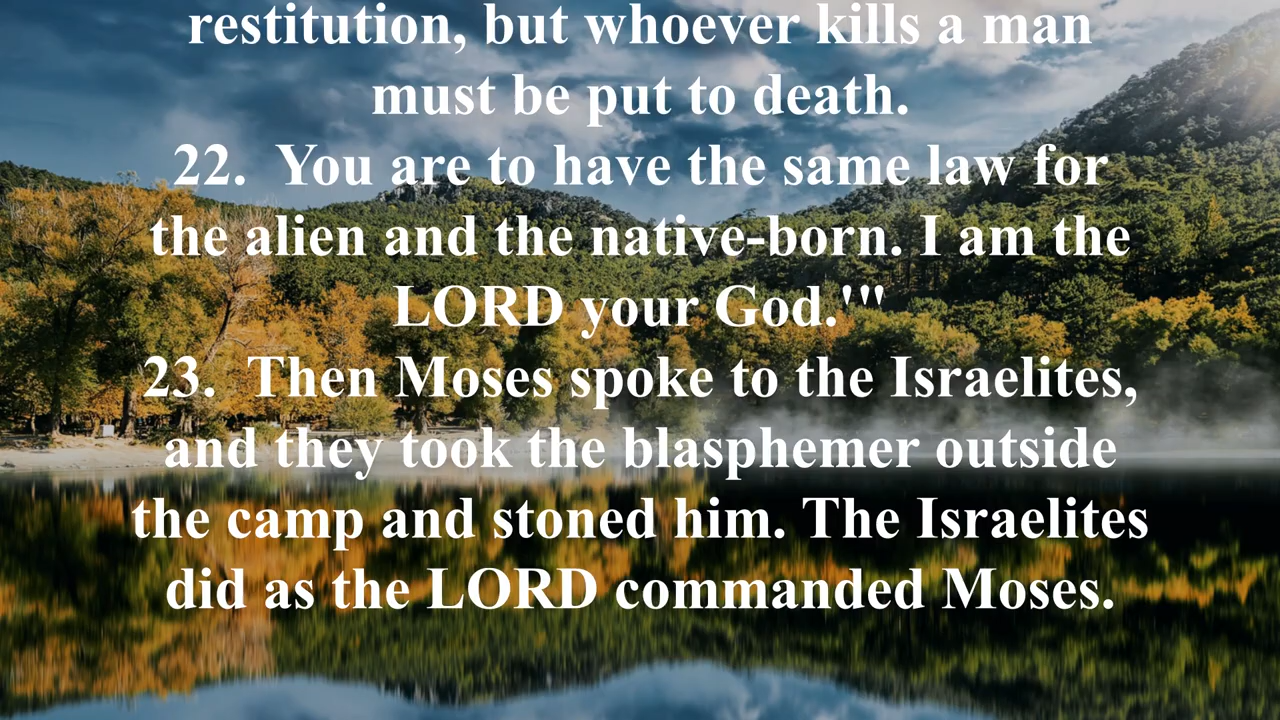 restitution, but whoever kills a man
must be put to death.
22.  You are to have the same law for
the alien and the native-born. I am the
LORD your God.'"
23.  Then Moses spoke to the Israelites,
and they took the blasphemer outside
the camp and stoned him. The Israelites
did as the LORD commanded Moses.